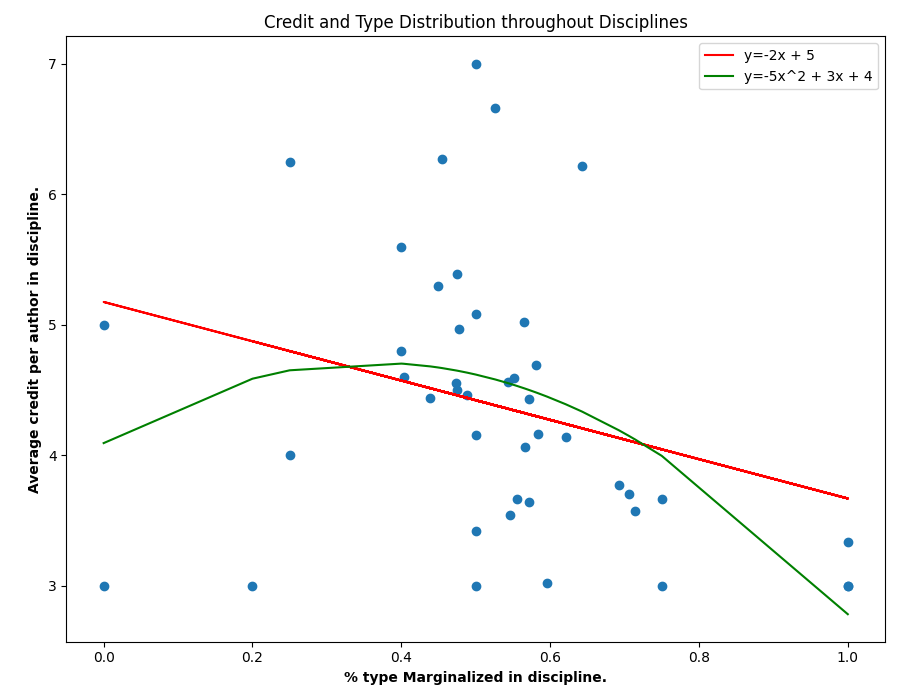 Credit and Type Distribution throughout Disciplines
y=-2x + 5
y=-5x^2 + 3x + 4
Average credit per author in discipline.
7
6
5
4
3
0.0 0.2 0.4 0.6 0.8 1.0
% type Marginalized in discipline.